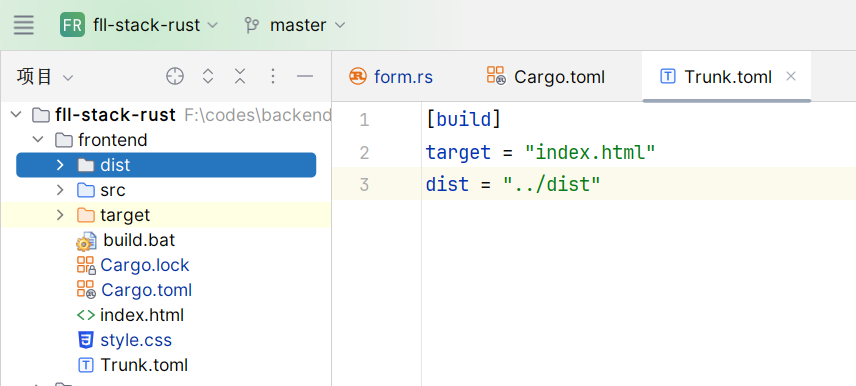 FR fll-stack-rust master
项目
form.rs Cargo.toml Trunk.toml
fll-stack-rust F:\codes\backend
frontend
dist
src
target
build.bat
Cargo.lock
Cargo.toml
index.html
style.css
Trunk.toml
1 [build]
2 target = "index.html"
3 dist = "../dist"